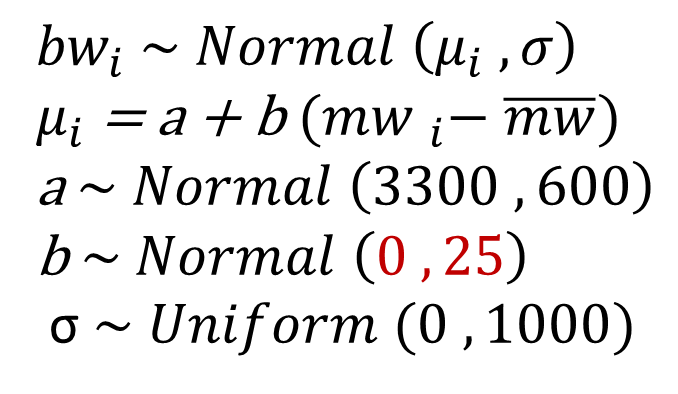 bwᵢ ~ Normal (μᵢ , σ)
μᵢ = a + b (mw ᵢ− m̅w̅)
a ~ Normal (3300 , 600)
b ~ Normal (0 , 25)
σ ~ Uniform (0 , 1000)